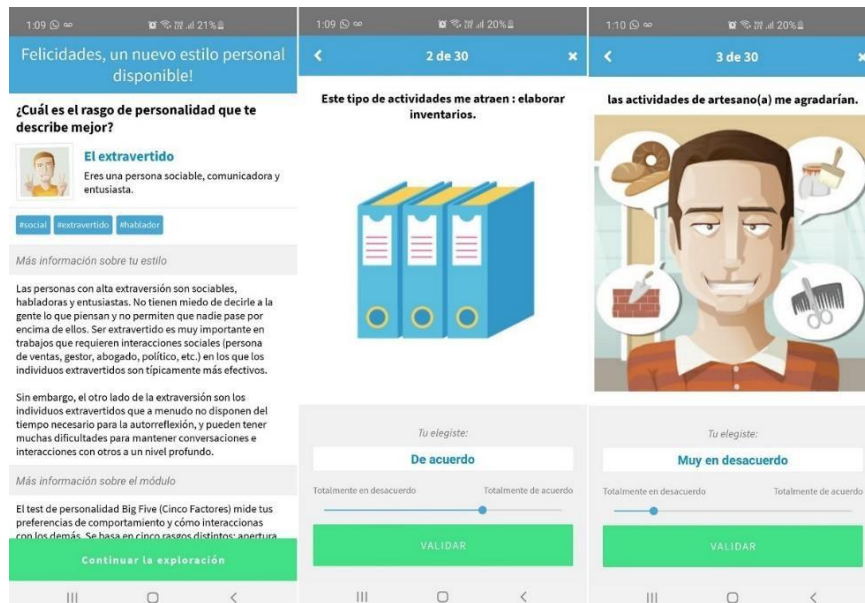 1:09 21%
Felicidades, un nuevo estilo personal
disponible!
¿Cuál es el rasgo de personalidad que te
describe mejor?
El extravertido
Eres una persona sociable, comunicadora y
entusiasta.
#social #extravertido #hablador
Más información sobre tu estilo
Las personas con alta extraversión son sociables,
habladoras y entusiastas. No tienen miedo de decirle a la
gente lo que piensan y no permiten que nadie pase por
encima de ellos. Ser extravertido es muy importante en
trabajos que requieren interacciones sociales (persona
de ventas, gestor, abogado, político, etc.) en los que los
individuos extravertidos son típicamente más efectivos.
Sin embargo, el otro lado de la extraversión son los
individuos extravertidos que a menudo no disponen del
tiempo necesario para la autorreflexión, y pueden tener
muchas dificultades para mantener conversaciones e
interacciones con otros a un nivel profundo.
Más información sobre el módulo
El test de personalidad Big Five (Cinco Factores) mide tus
preferencias de comportamiento y cómo interaccionas
con los demás. Se basa en cinco rasgos distintos: apertura
Continuar la exploración
1:09 20%
2 de 30
Este tipo de actividades me atraen : elaborar
inventarios.
Tu elegiste:
De acuerdo
Totalmente en desacuerdo Totalmente de acuerdo
VALIDAR
1:10 20%
3 de 30
las actividades de artesano(a) me agradarían.
Tu elegiste:
Muy en desacuerdo
Totalmente en desacuerdo Totalmente de acuerdo
VALIDAR